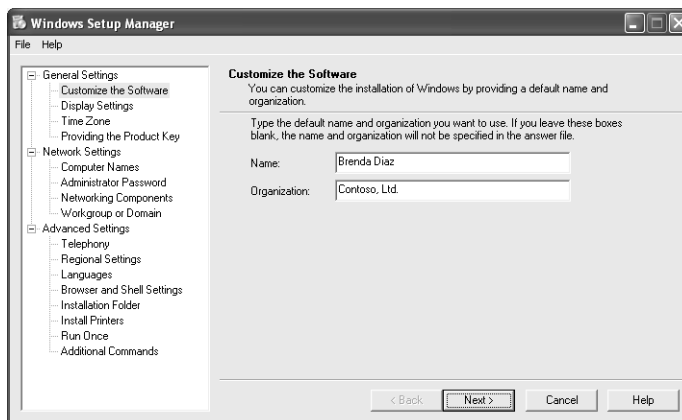 Windows Setup Manager
File Help
General Settings
Customize the Software
Display Settings
Time Zone
Providing the Product Key
Network Settings
Computer Names
Administrator Password
Networking Components
Workgroup or Domain
Advanced Settings
Telephony
Regional Settings
Languages
Browser and Shell Settings
Installation Folder
Install Printers
Run Once
Additional Commands
Customize the Software
You can customize the installation of Windows by providing a default name and
organization.
Type the default name and organization you want to use. If you leave these boxes
blank, the name and organization will not be specified in the answer file.
Name: Brenda Diaz
Organization: Contoso, Ltd.
< Back Next > Cancel Help